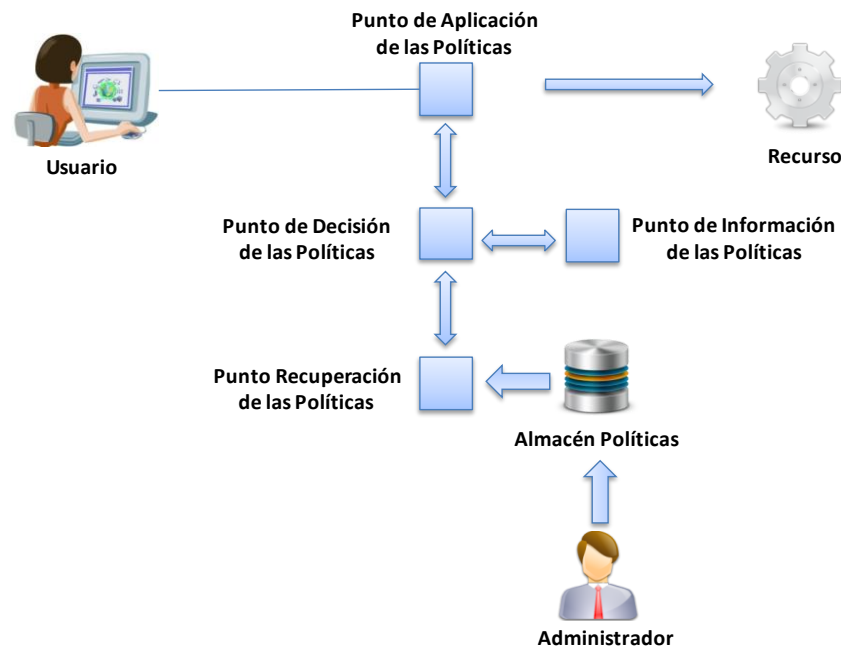 Punto de Aplicación
de las Políticas
Usuario
Recurso
Punto de Decisión
de las Políticas
Punto de Información
de las Políticas
Punto Recuperación
de las Políticas
Almacén Políticas
Administrador